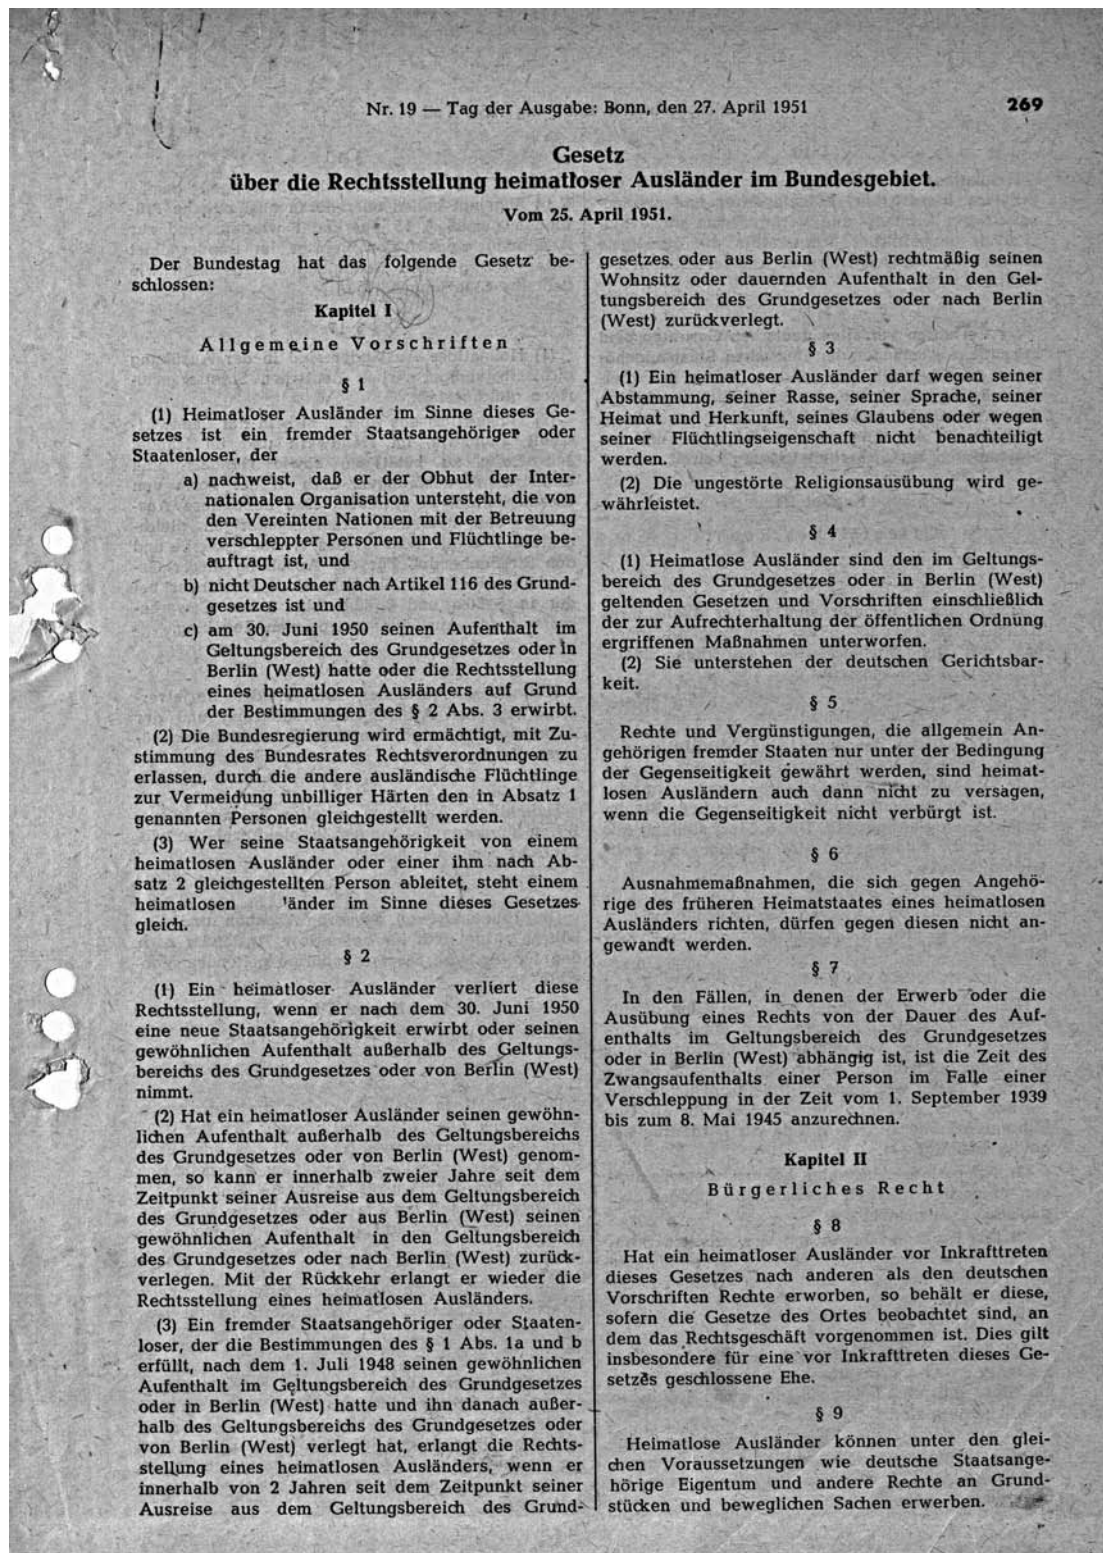 Nr. 19 — Tag der Ausgabe: Bonn, den 27. April 1951
269
Gesetz
über die Rechtsstellung heimatloser Ausländer im Bundesgebiet.
Vom 25. April 1951.
Der Bundestag hat das folgende Gesetz be-
schlossen:
Kapitel I
Allgemeine Vorschriften
§ 1
(1) Heimatloser Ausländer im Sinne dieses Ge-
setzes ist ein fremder Staatsangehöriger oder
Staatenloser, der
a) nachweist, daß er der Obhut der Inter-
nationalen Organisation untersteht, die von
den Vereinten Nationen mit der Betreuung
verschleppter Personen und Flüchtlinge be-
auftragt ist, und
b) nicht Deutscher nach Artikel 116 des Grund-
gesetzes ist und
c) am 30. Juni 1950 seinen Aufenthalt im
Geltungsbereich des Grundgesetzes oder in
Berlin (West) hatte oder die Rechtsstellung
eines heimatlosen Ausländers auf Grund
der Bestimmungen des § 2 Abs. 3 erwirbt.
(2) Die Bundesregierung wird ermächtigt, mit Zu-
stimmung des Bundesrates Rechtsverordnungen zu
erlassen, durch die andere ausländische Flüchtlinge
zur Vermeidung unbilliger Härten den in Absatz 1
genannten Personen gleichgestellt werden.
(3) Wer seine Staatsangehörigkeit von einem
heimatlosen Ausländer oder einer ihm nach Ab-
satz 2 gleichgestellten Person ableitet, steht einem
heimatlosen änder im Sinne dieses Gesetzes
gleich.
§ 2
(1) Ein heimatloser Ausländer verliert diese
Rechtsstellung, wenn er nach dem 30. Juni 1950
eine neue Staatsangehörigkeit erwirbt oder seinen
gewöhnlichen Aufenthalt außerhalb des Geltungs-
bereichs des Grundgesetzes oder von Berlin (West)
nimmt.
(2) Hat ein heimatloser Ausländer seinen gewöhn-
lichen Aufenthalt außerhalb des Geltungsbereichs
des Grundgesetzes oder von Berlin (West) genom-
men, so kann er innerhalb zweier Jahre seit dem
Zeitpunkt seiner Ausreise aus dem Geltungsbereich
des Grundgesetzes oder aus Berlin (West) seinen
gewöhnlichen Aufenthalt in den Geltungsbereich
des Grundgesetzes oder nach Berlin (West) zurück-
verlegen. Mit der Rückkehr erlangt er wieder die
Rechtsstellung eines heimatlosen Ausländers.
(3) Ein fremder Staatsangehöriger oder Staaten-
loser, der die Bestimmungen des § 1 Abs. 1a und b
erfüllt, nach dem 1. Juli 1948 seinen gewöhnlichen
Aufenthalt im Geltungsbereich des Grundgesetzes
oder in Berlin (West) hatte und ihn danach außer-
halb des Geltungsbereichs des Grundgesetzes oder
von Berlin (West) verlegt hat, erlangt die Rechts-
stellung eines heimatlosen Ausländers, wenn er
innerhalb von 2 Jahren seit dem Zeitpunkt seiner
Ausreise aus dem Geltungsbereich des Grund-
gesetzes oder aus Berlin (West) rechtmäßig seinen
Wohnsitz oder dauernden Aufenthalt in den Gel-
tungsbereich des Grundgesetzes oder nach Berlin
(West) zurückverlegt.
§ 3
(1) Ein heimatloser Ausländer darf wegen seiner
Abstammung, seiner Rasse, seiner Sprache, seiner
Heimat und Herkunft, seines Glaubens oder wegen
seiner Flüchtlingseigenschaft nicht benachteiligt
werden.
(2) Die ungestörte Religionsausübung wird ge-
währleistet.
§ 4
(1) Heimatlose Ausländer sind den im Geltungs-
bereich des Grundgesetzes oder in Berlin (West)
geltenden Gesetzen und Vorschriften einschließlich
der zur Aufrechterhaltung der öffentlichen Ordnung
ergriffenen Maßnahmen unterworfen.
(2) Sie unterstehen der deutschen Gerichtsbar-
keit.
§ 5
Rechte und Vergünstigungen, die allgemein An-
gehörigen fremder Staaten nur unter der Bedingung
der Gegenseitigkeit gewährt werden, sind heimat-
losen Ausländern auch dann nicht zu versagen,
wenn die Gegenseitigkeit nicht verbürgt ist.
§ 6
Ausnahmemaßnahmen, die sich gegen Angehö-
rige des früheren Heimatstaates eines heimatlosen
Ausländers richten, dürfen gegen diesen nicht an-
gewandt werden.
§ 7
In den Fällen, in denen der Erwerb oder die
Ausübung eines Rechts von der Dauer des Auf-
enthalts im Geltungsbereich des Grundgesetzes
oder in Berlin (West) abhängig ist, ist die Zeit des
Zwangsaufenthalts einer Person im Falle einer
Verschleppung in der Zeit vom 1. September 1939
bis zum 8. Mai 1945 anzurechnen.
Kapitel II
Bürgerliches Recht
§ 8
Hat ein heimatloser Ausländer vor Inkrafttreten
dieses Gesetzes nach anderen als den deutschen
Vorschriften Rechte erworben, so behält er diese,
sofern die Gesetze des Ortes beobachtet sind, an
dem das Rechtsgeschäft vorgenommen ist. Dies gilt
insbesondere für eine vor Inkrafttreten dieses Ge-
setzes geschlossene Ehe.
§ 9
Heimatlose Ausländer können unter den glei-
chen Voraussetzungen wie deutsche Staatsange-
hörige Eigentum und andere Rechte an Grund-
stücken und beweglichen Sachen erwerben.